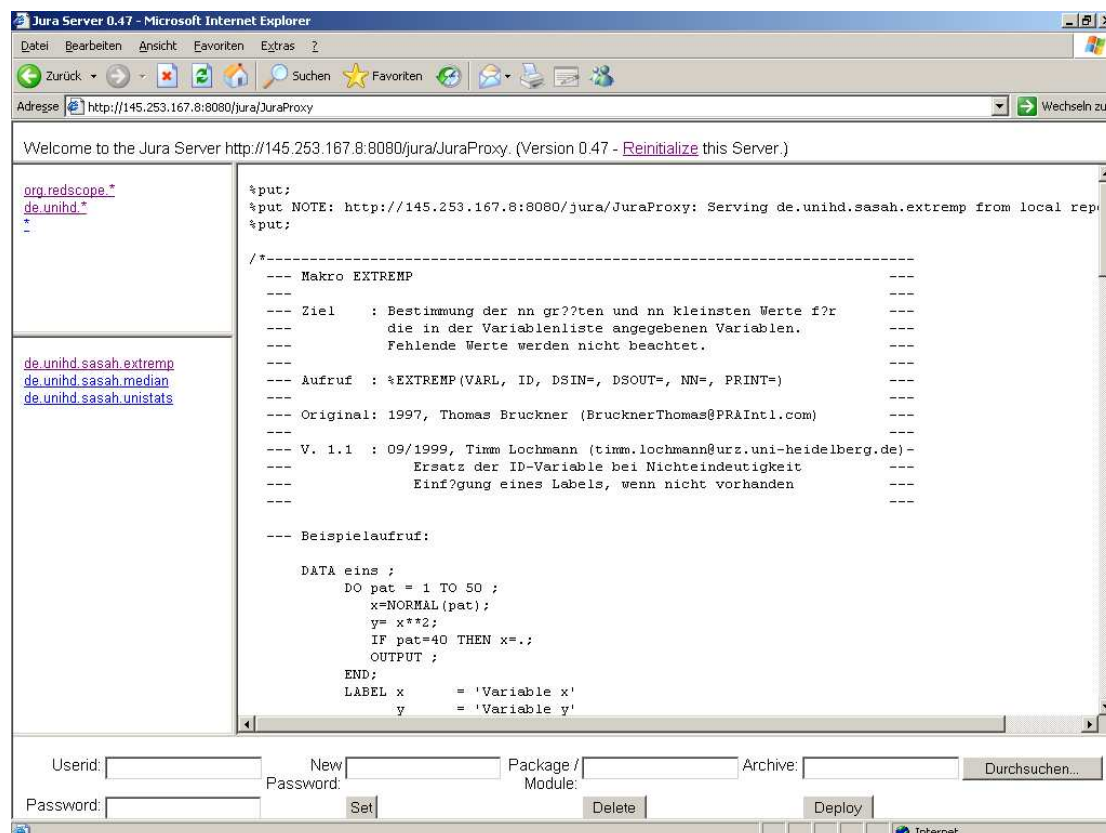 Jura Server 0.47 - Microsoft Internet Explorer
Datei Bearbeiten Ansicht Favoriten Extras ?
Zurück Suchen Favoriten
Adresse http://145.253.167.8:8080/jura/JuraProxy Wechseln zu
Welcome to the Jura Server http://145.253.167.8:8080/jura/JuraProxy. (Version 0.47 - Reinitialize this Server.)
org.redscope.*
de.unihd.*
*
de.unihd.sasah.extremp
de.unihd.sasah.median
de.unihd.sasah.unistats
%put;
%put NOTE: http://145.253.167.8:8080/jura/JuraProxy: Serving de.unihd.sasah.extremp from local rep
%put;
/*---------------------------------------------------------------------------
--- Makro EXTREMP ---
--- ---
--- Ziel : Bestimmung der nn gr??ten und nn kleinsten Werte f?r ---
--- die in der Variablenliste angegebenen Variablen. ---
--- Fehlende Werte werden nicht beachtet. ---
--- ---
--- Aufruf : %EXTREMP(VARL, ID, DSIN=, DSOUT=, NN=, PRINT=) ---
--- ---
--- Original: 1997, Thomas Bruckner (BrucknerThomas@PRAIntl.com) ---
--- ---
--- V. 1.1 : 09/1999, Timm Lochmann (timm.lochmann@urz.uni-heidelberg.de)-
--- Ersatz der ID-Variable bei Nichteindeutigkeit ---
--- Einf?gung eines Labels, wenn nicht vorhanden ---
--- ---
--- Beispielaufruf:
DATA eins ;
DO pat = 1 TO 50 ;
x=NORMAL(pat);
y= x**2;
IF pat=40 THEN x=.;
OUTPUT ;
END;
LABEL x = 'Variable x'
y = 'Variable y'
Userid: New Password: Package / Module: Archive: Durchsuchen...
Password: Set Delete Deploy
Internet